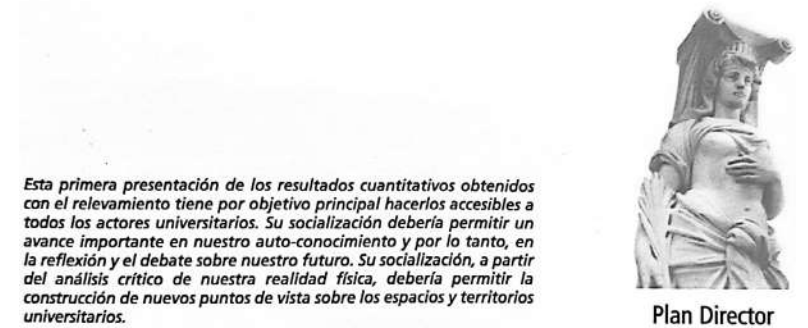 Esta primera presentación de los resultados cuantitativos obtenidos
con el relevamiento tiene por objetivo principal hacerlos accesibles a
todos los actores universitarios. Su socialización debería permitir un
avance importante en nuestro auto-conocimiento y por lo tanto, en
la reflexión y el debate sobre nuestro futuro. Su socialización, a partir
del análisis crítico de nuestra realidad física, debería permitir la
construcción de nuevos puntos de vista sobre los espacios y territorios
universitarios.
Plan Director